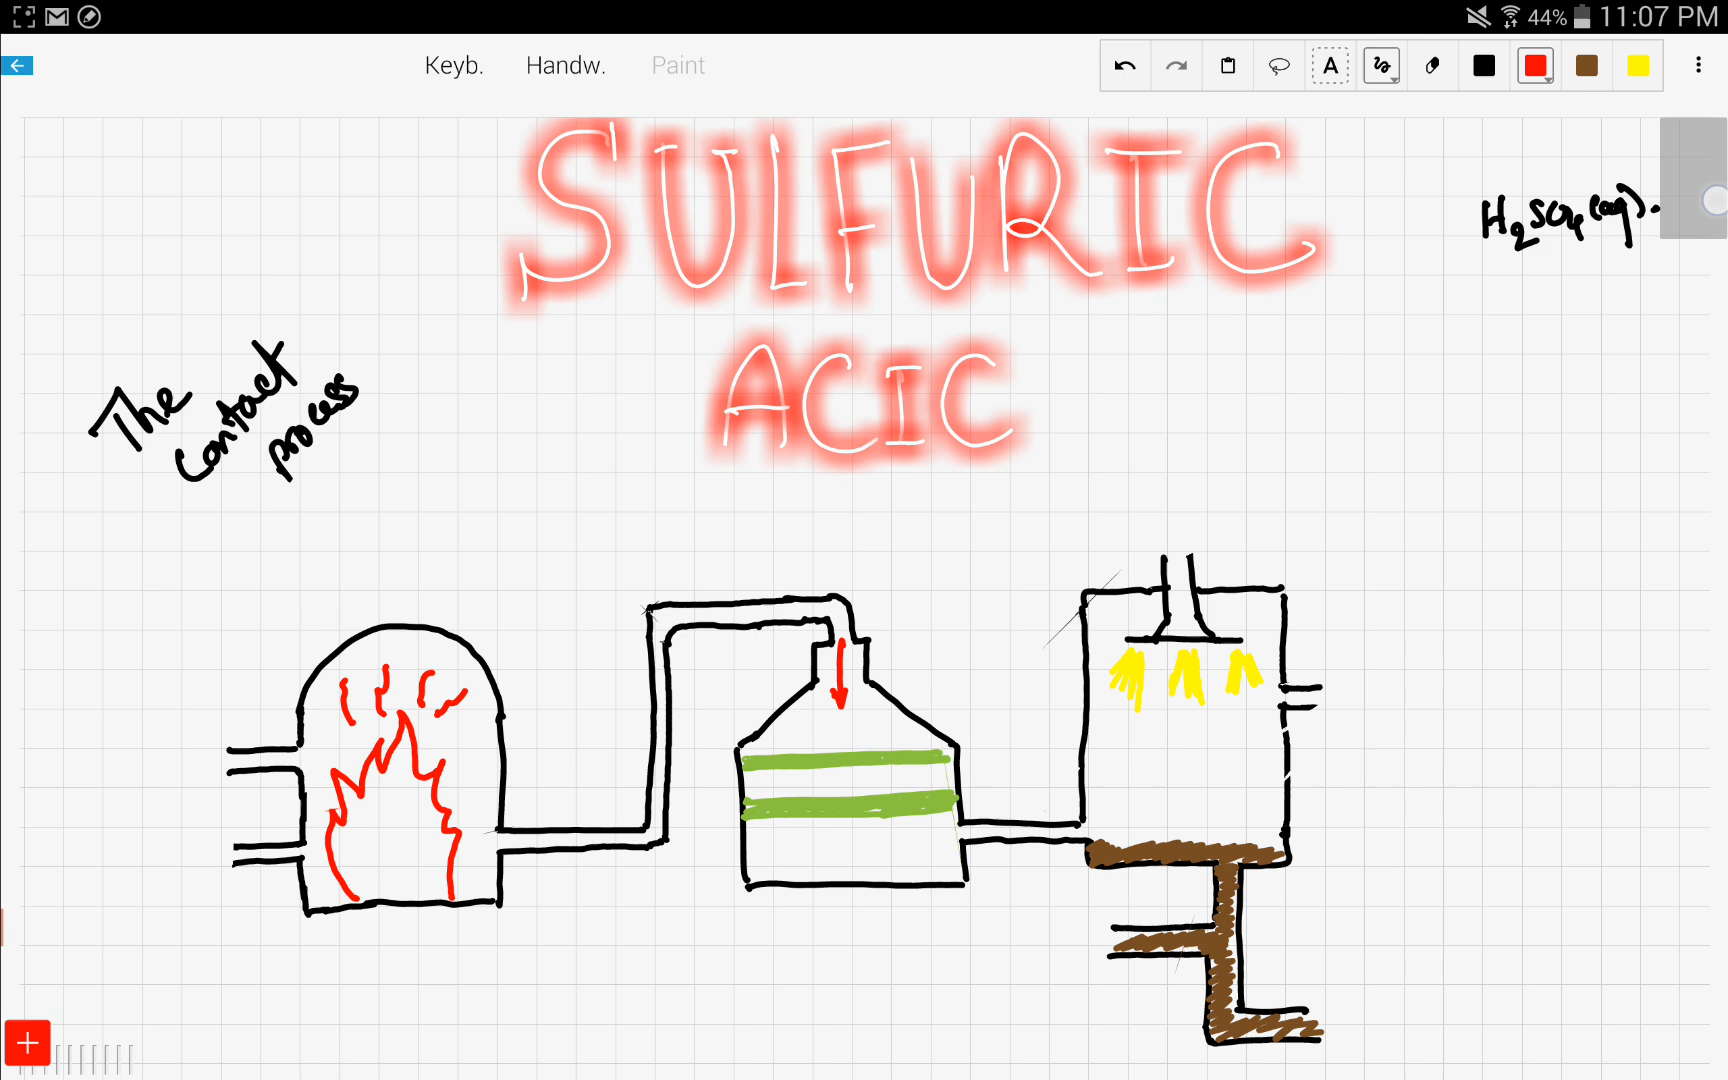 44% 11:07 PM
Keyb. Handw. Paint
A
SULFURIC
ACIC
H2SO4(aq).
The
contact
process